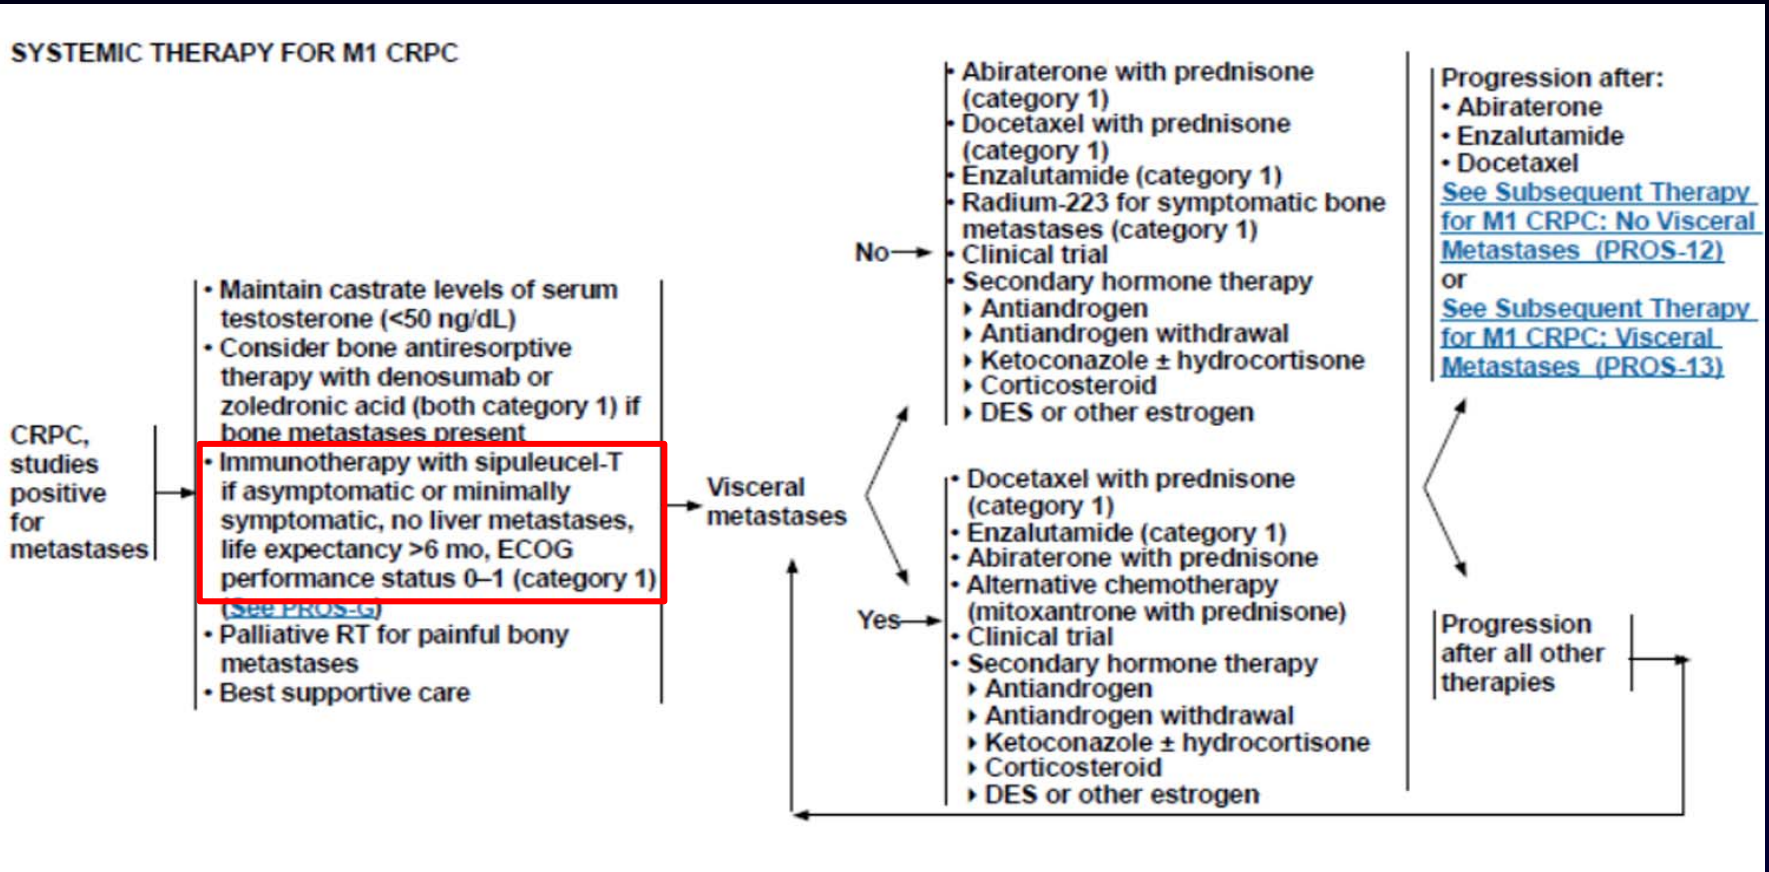 SYSTEMIC THERAPY FOR M1 CRPC
CRPC,
studies
positive
for
metastases
• Maintain castrate levels of serum
testosterone (<50 ng/dL)
• Consider bone antiresorptive
therapy with denosumab or
zoledronic acid (both category 1) if
bone metastases present
• Immunotherapy with sipuleucel-T
if asymptomatic or minimally
symptomatic, no liver metastases,
life expectancy >6 mo, ECOG
performance status 0–1 (category 1)
(See PROS-G)
• Palliative RT for painful bony
metastases
• Best supportive care
Visceral
metastases
No
• Abiraterone with prednisone
(category 1)
• Docetaxel with prednisone
(category 1)
• Enzalutamide (category 1)
• Radium-223 for symptomatic bone
metastases (category 1)
• Clinical trial
• Secondary hormone therapy
‣ Antiandrogen
‣ Antiandrogen withdrawal
‣ Ketoconazole ± hydrocortisone
‣ Corticosteroid
‣ DES or other estrogen
Yes
• Docetaxel with prednisone
(category 1)
• Enzalutamide (category 1)
• Abiraterone with prednisone
• Alternative chemotherapy
(mitoxantrone with prednisone)
• Clinical trial
• Secondary hormone therapy
‣ Antiandrogen
‣ Antiandrogen withdrawal
‣ Ketoconazole ± hydrocortisone
‣ Corticosteroid
‣ DES or other estrogen
Progression after:
• Abiraterone
• Enzalutamide
• Docetaxel
See Subsequent Therapy
for M1 CRPC: No Visceral
Metastases (PROS-12)
or
See Subsequent Therapy
for M1 CRPC: Visceral
Metastases (PROS-13)
Progression
after all other
therapies